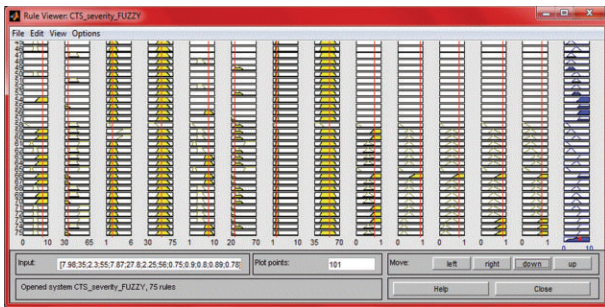 Rule Viewer: CTS_severity_FUZZY
File Edit View Options
0 10 30 65 1 6 30 75 1 10 20 70 1 10 35 70 0 1 0 1 0 1 0 1 0 1
0 10
Input: [7.98;35;2.3;55;7.87;27.8;2.25;56;0.75;0.9;0.8;0.89;0.78] Plot points: 101 Move: left right down up
Opened system CTS_severity_FUZZY, 75 rules Help Close